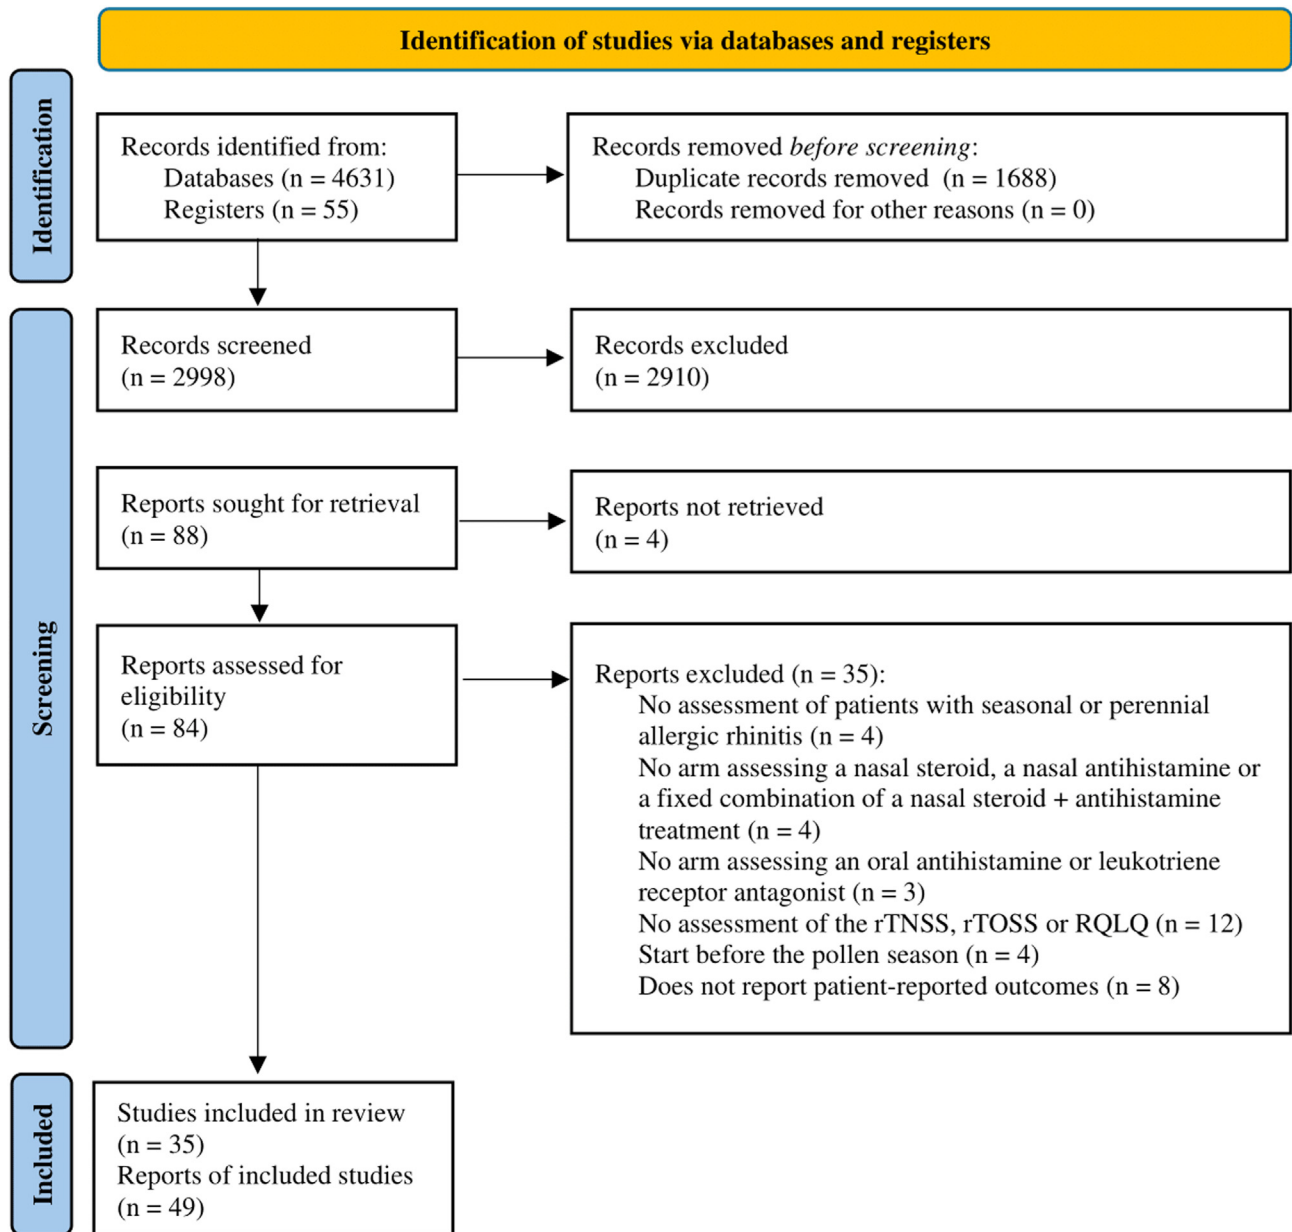 Identification of studies via databases and registers
Identification
Records identified from:
Databases (n = 4631)
Registers (n = 55)
Records removed before screening:
Duplicate records removed (n = 1688)
Records removed for other reasons (n = 0)
Screening
Records screened
(n = 2998)
Records excluded
(n = 2910)
Reports sought for retrieval
(n = 88)
Reports not retrieved
(n = 4)
Reports assessed for
eligibility
(n = 84)
Reports excluded (n = 35):
No assessment of patients with seasonal or perennial
allergic rhinitis (n = 4)
No arm assessing a nasal steroid, a nasal antihistamine or
a fixed combination of a nasal steroid + antihistamine
treatment (n = 4)
No arm assessing an oral antihistamine or leukotriene
receptor antagonist (n = 3)
No assessment of the rTNSS, rTOSS or RQLQ (n = 12)
Start before the pollen season (n = 4)
Does not report patient-reported outcomes (n = 8)
Included
Studies included in review
(n = 35)
Reports of included studies
(n = 49)